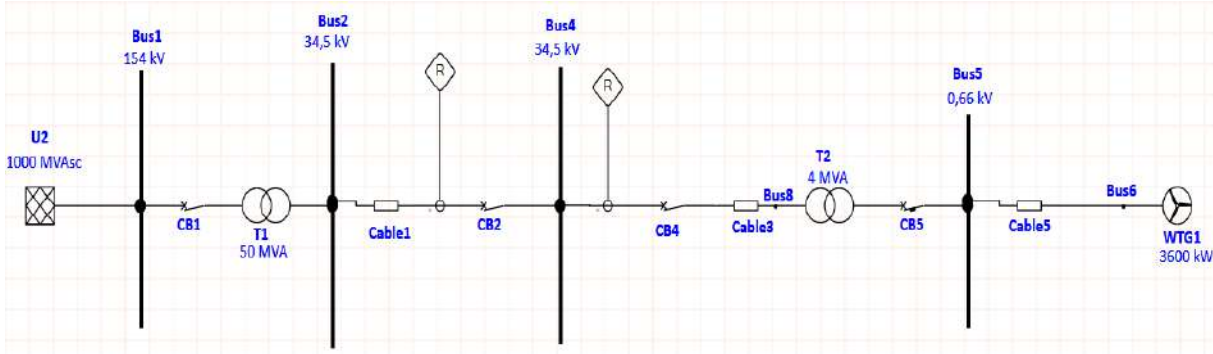 Bus1
154 kV
Bus2
34,5 kV
Bus4
34,5 kV
Bus5
0,66 kV
R
R
U2
1000 MVAsc
CB1
T1
50 MVA
Cable1
CB2
CB4
Cable3
Bus8
T2
4 MVA
CB5
Cable5
Bus6
WTG1
3600 kW